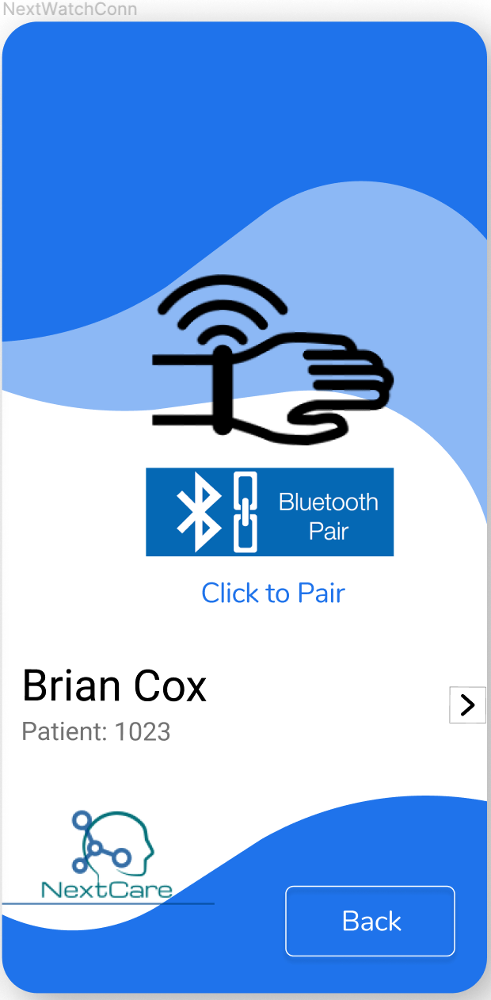 NextWatchConn
Bluetooth
Pair
Click to Pair
Brian Cox
Patient: 1023
NextCare
Back